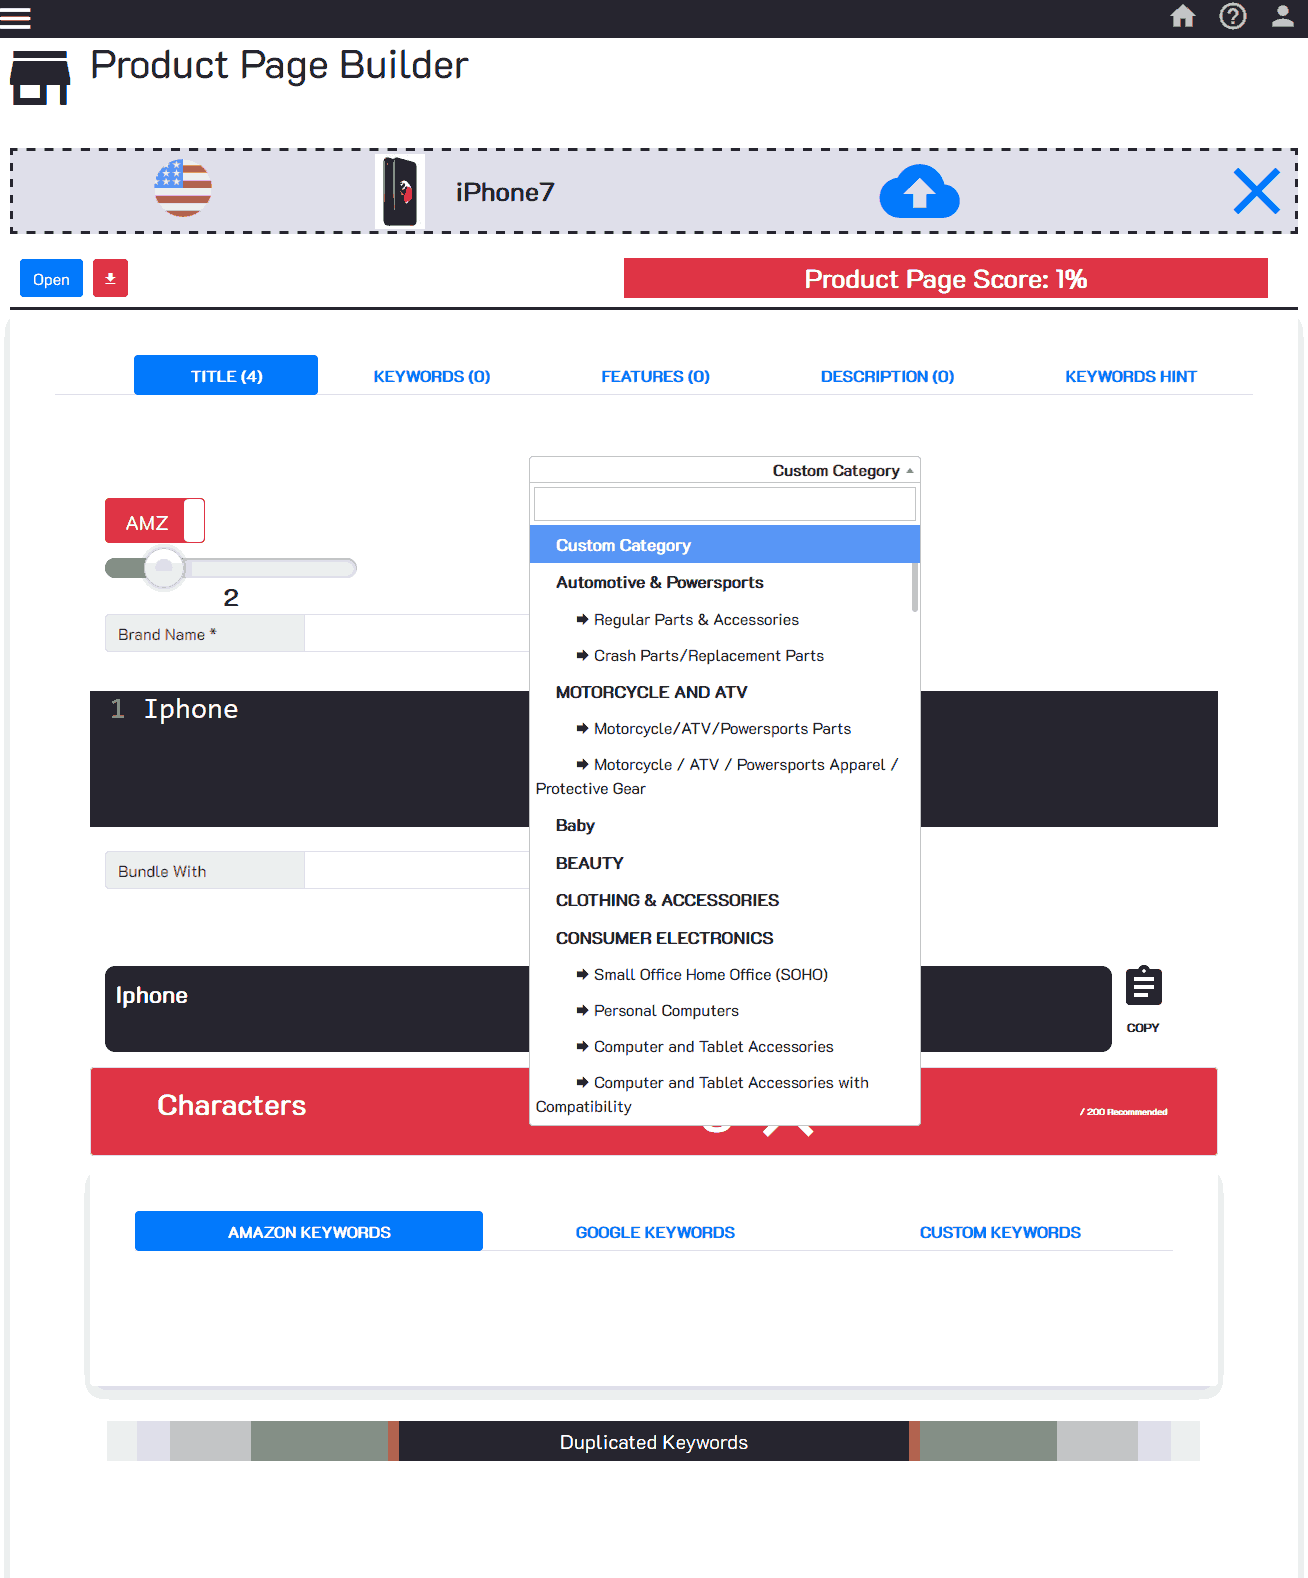 Product Page Builder
iPhone7
Open
Product Page Score: 1%
TITLE (4)
KEYWORDS (0)
FEATURES (0)
DESCRIPTION (0)
KEYWORDS HINT
Custom Category
AMZ
2
Brand Name *
1 Iphone
Bundle With
Custom Category
Automotive & Powersports
➡ Regular Parts & Accessories
➡ Crash Parts/Replacement Parts
MOTORCYCLE AND ATV
➡ Motorcycle/ATV/Powersports Parts
➡ Motorcycle / ATV / Powersports Apparel /
Protective Gear
Baby
BEAUTY
CLOTHING & ACCESSORIES
CONSUMER ELECTRONICS
➡ Small Office Home Office (SOHO)
➡ Personal Computers
➡ Computer and Tablet Accessories
➡ Computer and Tablet Accessories with
Compatibility
Iphone
COPY
Characters
/ 200 Recommended
AMAZON KEYWORDS
GOOGLE KEYWORDS
CUSTOM KEYWORDS
Duplicated Keywords